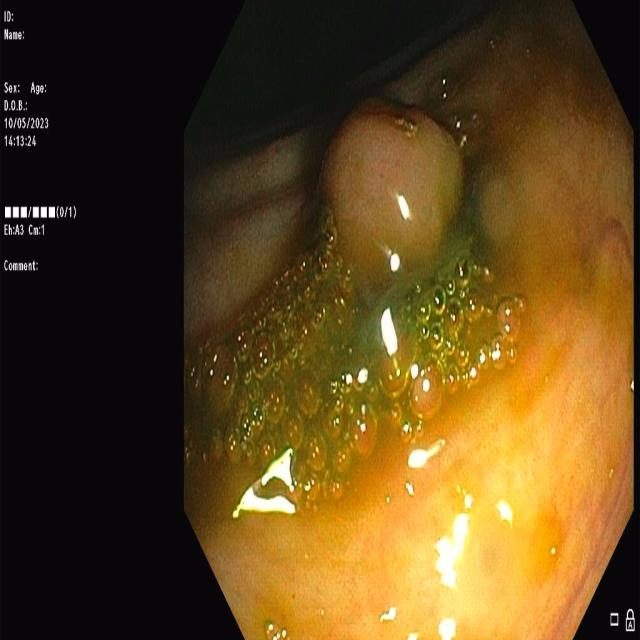 ID:
Name:
Sex: Age:
D.O.B.:
10/05/2023
14:13:24
■■■/■■■(0/1)
Eh:A3 Cm:1
Comment:
A